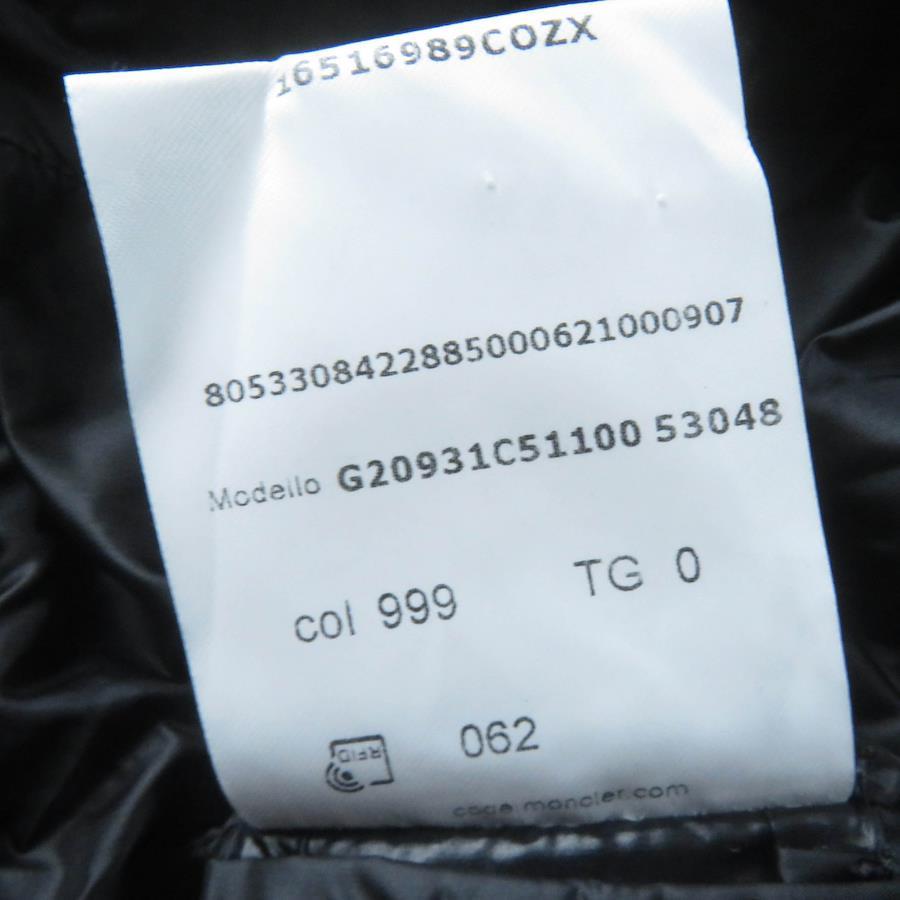 16516989COZX
8053308422885000621000907
Modello G20931C51100 53048
col 999 TG 0
RFID 062
code.moncler.com